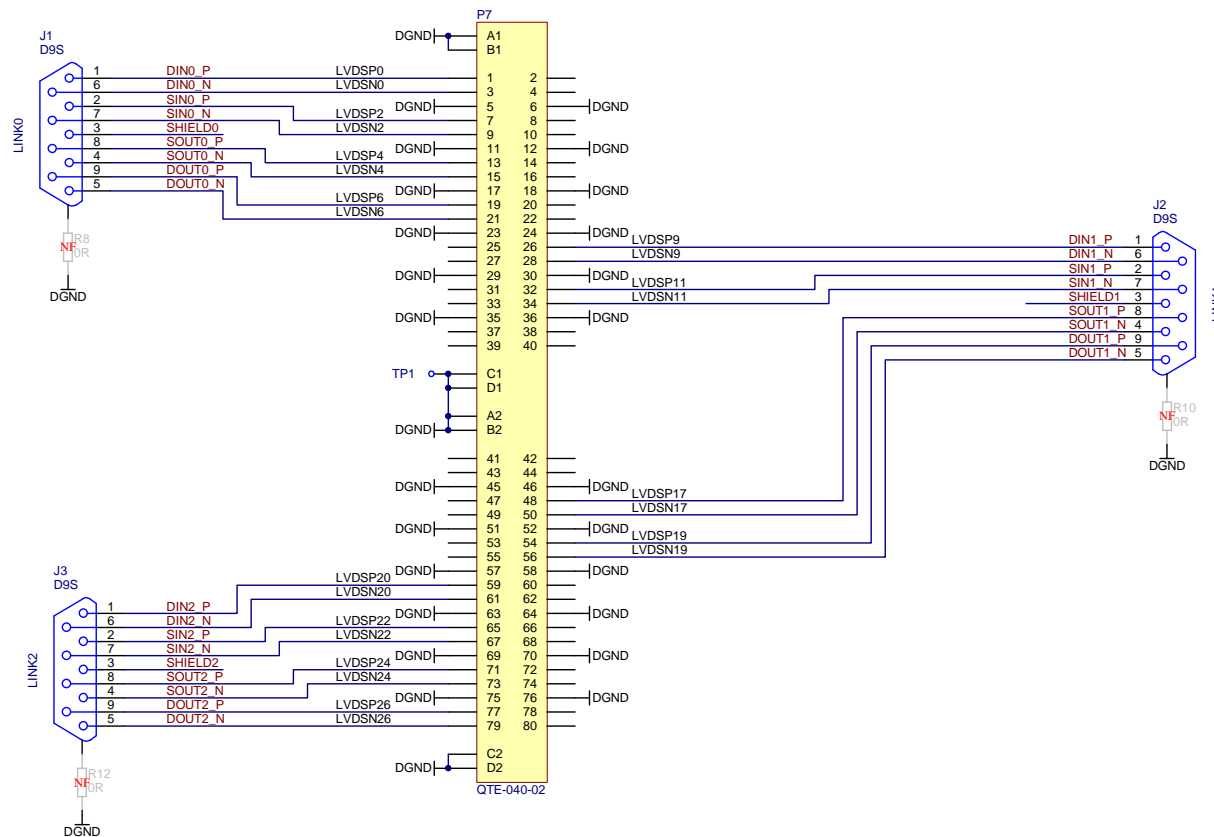 P7
J1
D9S
LINK0
1 DIN0_P LVDSP0
6 DIN0_N LVDSN0
2 SIN0_P LVDSP2
7 SIN0_N LVDSN2
3 SHIELD0
8 SOUT0_P LVDSP4
4 SOUT0_N LVDSN4
9 DOUT0_P LVDSP6
5 DOUT0_N LVDSN6
R8
NF
0R
DGND
DGND A1
B1
1 2
3 4
DGND 5 6 DGND
7 8
9 10
DGND 11 12 DGND
13 14
15 16
DGND 17 18 DGND
19 20
21 22
DGND 23 24 DGND
25 26
27 28
DGND 29 30 DGND
31 32
33 34
DGND 35 36 DGND
37 38
39 40
TP1 C1
D1
A2
DGND B2
41 42
43 44
DGND 45 46 DGND
47 48
49 50
DGND 51 52 DGND
53 54
55 56
DGND 57 58 DGND
59 60
61 62
DGND 63 64 DGND
65 66
67 68
DGND 69 70 DGND
71 72
73 74
DGND 75 76 DGND
77 78
79 80
C2
DGND D2
QTE-040-02
J2
D9S
LVDSP9 DIN1_P 1
LVDSN9 DIN1_N 6
LVDSP11 SIN1_P 2
LVDSN11 SIN1_N 7
SHIELD1 3
LVDSP17 SOUT1_P 8
LVDSN17 SOUT1_N 4
LVDSP19 DOUT1_P 9
LVDSN19 DOUT1_N 5
R10
NF
0R
DGND
J3
D9S
LINK2
1 DIN2_P LVDSP20
6 DIN2_N LVDSN20
2 SIN2_P LVDSP22
7 SIN2_N LVDSN22
3 SHIELD2
8 SOUT2_P LVDSP24
4 SOUT2_N LVDSN24
9 DOUT2_P LVDSP26
5 DOUT2_N LVDSN26
R12
NF
0R
DGND